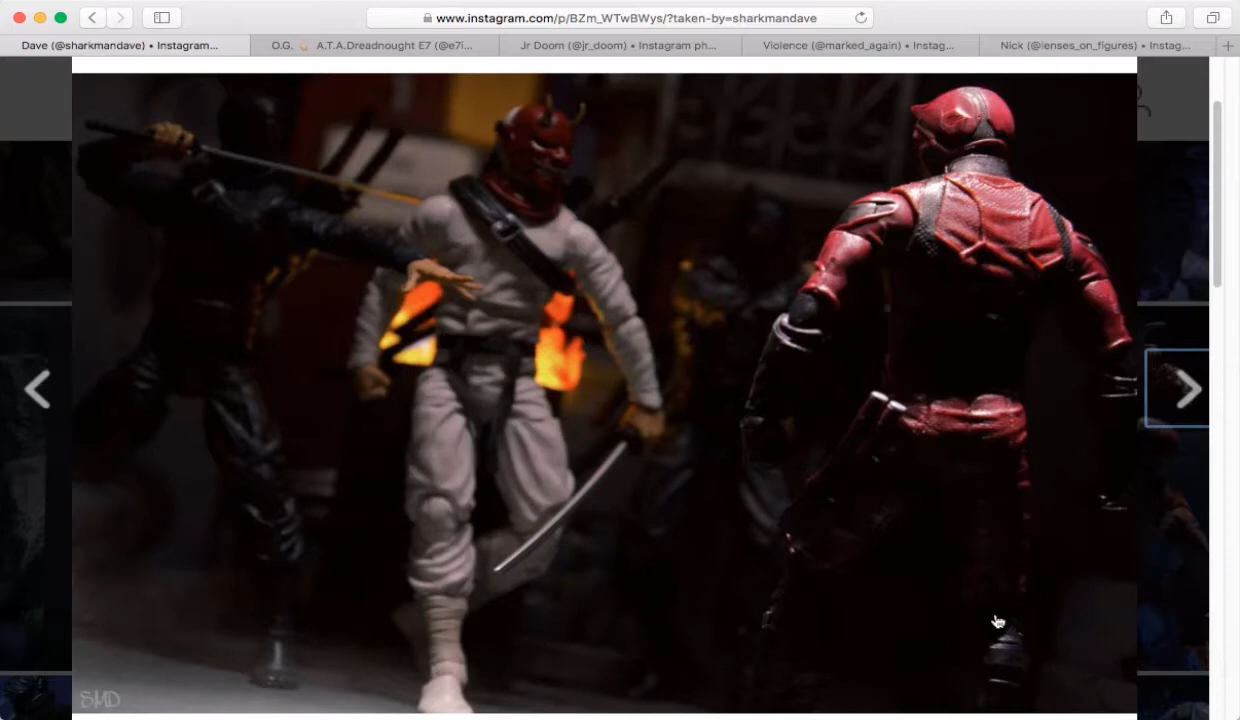 www.instagram.com/p/BZm_WTwBWys/?taken-by=sharkmandave
Dave (@sharkmandave) • Instagram...
O.G. A.T.A.Dreadnought E7 (@e7i...
Jr Doom (@jr_doom) • Instagram ph...
Violence (@marked_again) • Instag...
Nick (@lenses_on_figures) • Instag...
SMD